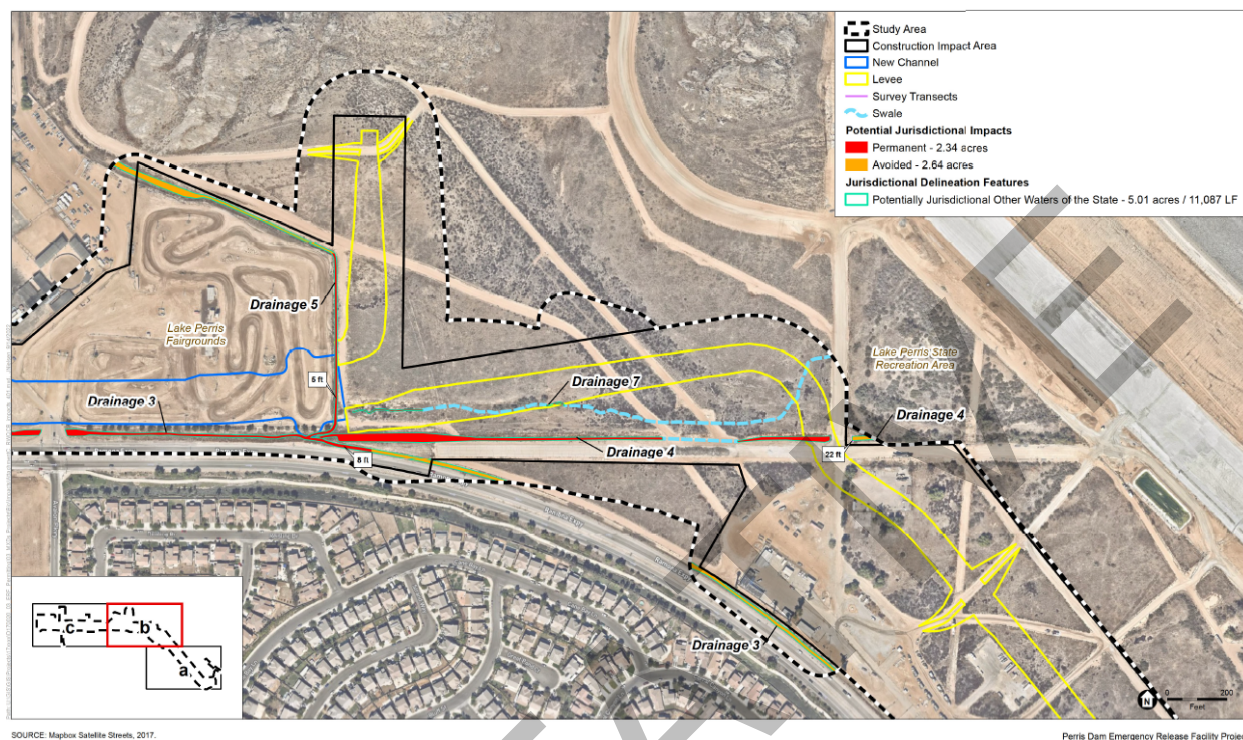 Study Area
Construction Impact Area
New Channel
Levee
Survey Transects
Swale
Potential Jurisdictional Impacts
Permanent - 2.34 acres
Avoided - 2.64 acres
Jurisdictional Delineation Features
Potentially Jurisdictional Other Waters of the State - 5.01 acres / 11,087 LF
Drainage 5
Lake Perris
Fairgrounds
Lake Perris State
Recreation Area
5 ft
Drainage 7
Drainage 3
Drainage 4
Drainage 4
22 ft
8 ft
Drainage 3
c
b
a
N
0 200
Feet
SOURCE: Mapbox Satellite Streets, 2017.
Perris Dam Emergency Release Facility Project